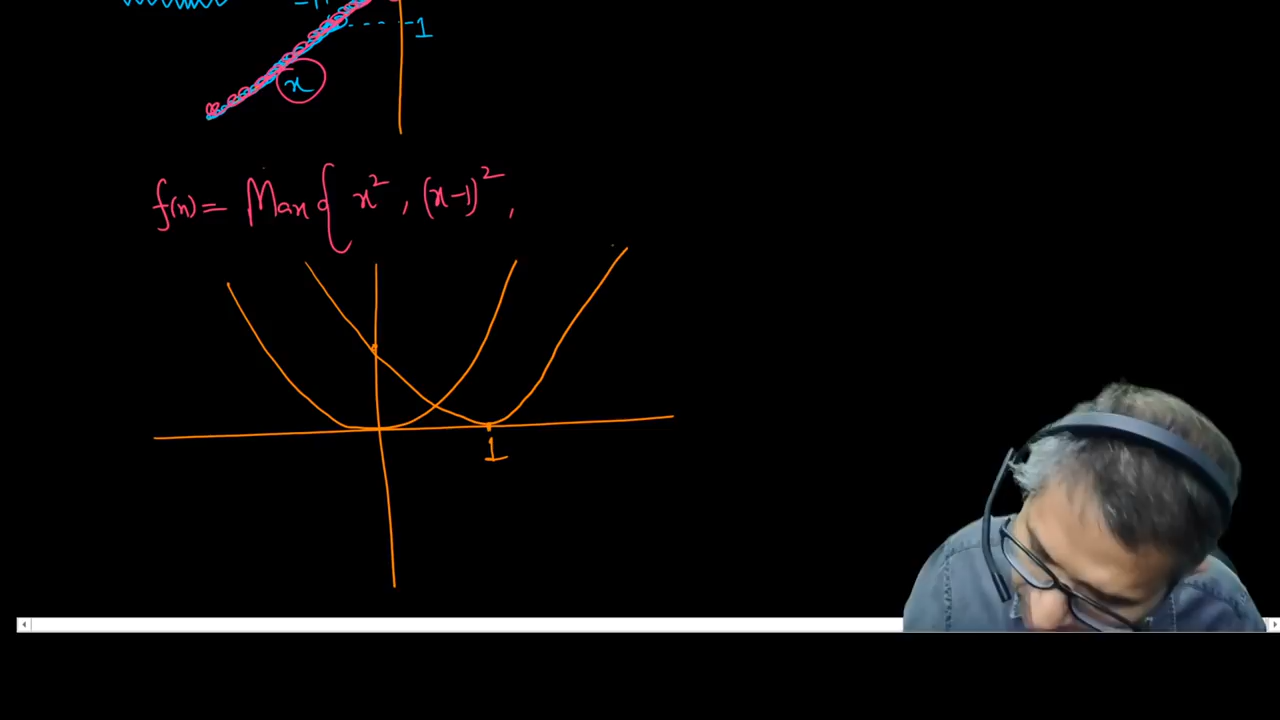 -1
x
f(x) = Max { x², (x-1)²,
1